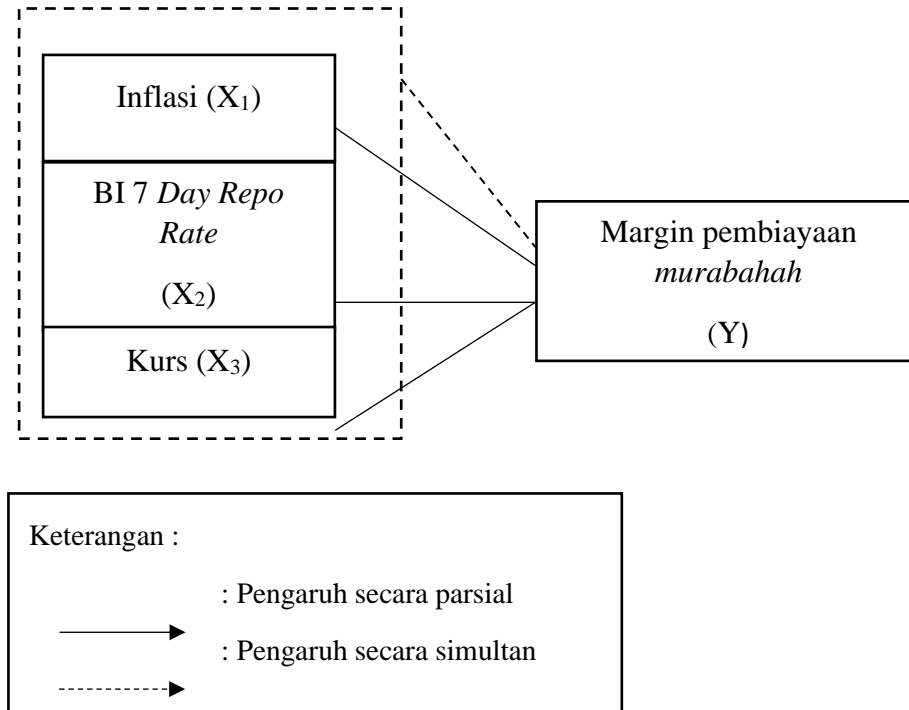 Inflasi (X₁)
BI 7 Day Repo
Rate
(X₂)
Kurs (X₃)
Margin pembiayaan
murabahah
(Y)
Keterangan :
: Pengaruh secara parsial
: Pengaruh secara simultan